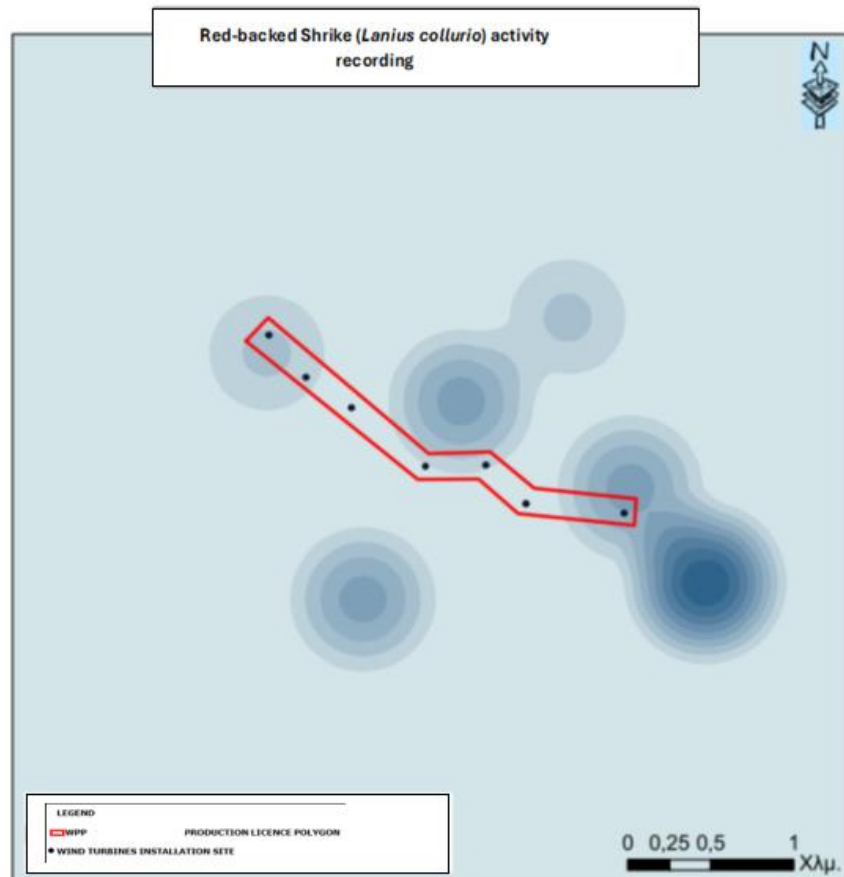 Red-backed Shrike (Lanius collurio) activity
recording
N
LEGEND
WPP PRODUCTION LICENCE POLYGON
WIND TURBINES INSTALLATION SITE
0 0,25 0,5 1
Χλμ.